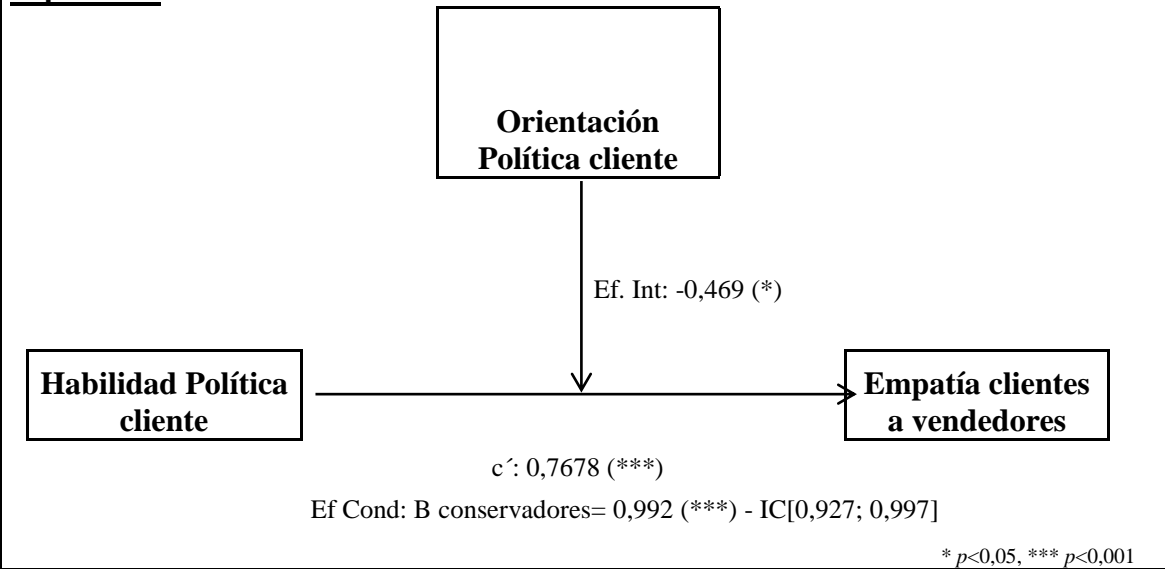 Orientación
Política cliente
Ef. Int: -0,469 (*)
Habilidad Política
cliente
Empatía clientes
a vendedores
c´: 0,7678 (***)
Ef Cond: B conservadores= 0,992 (***) - IC[0,927; 0,997]
* p<0,05, *** p<0,001